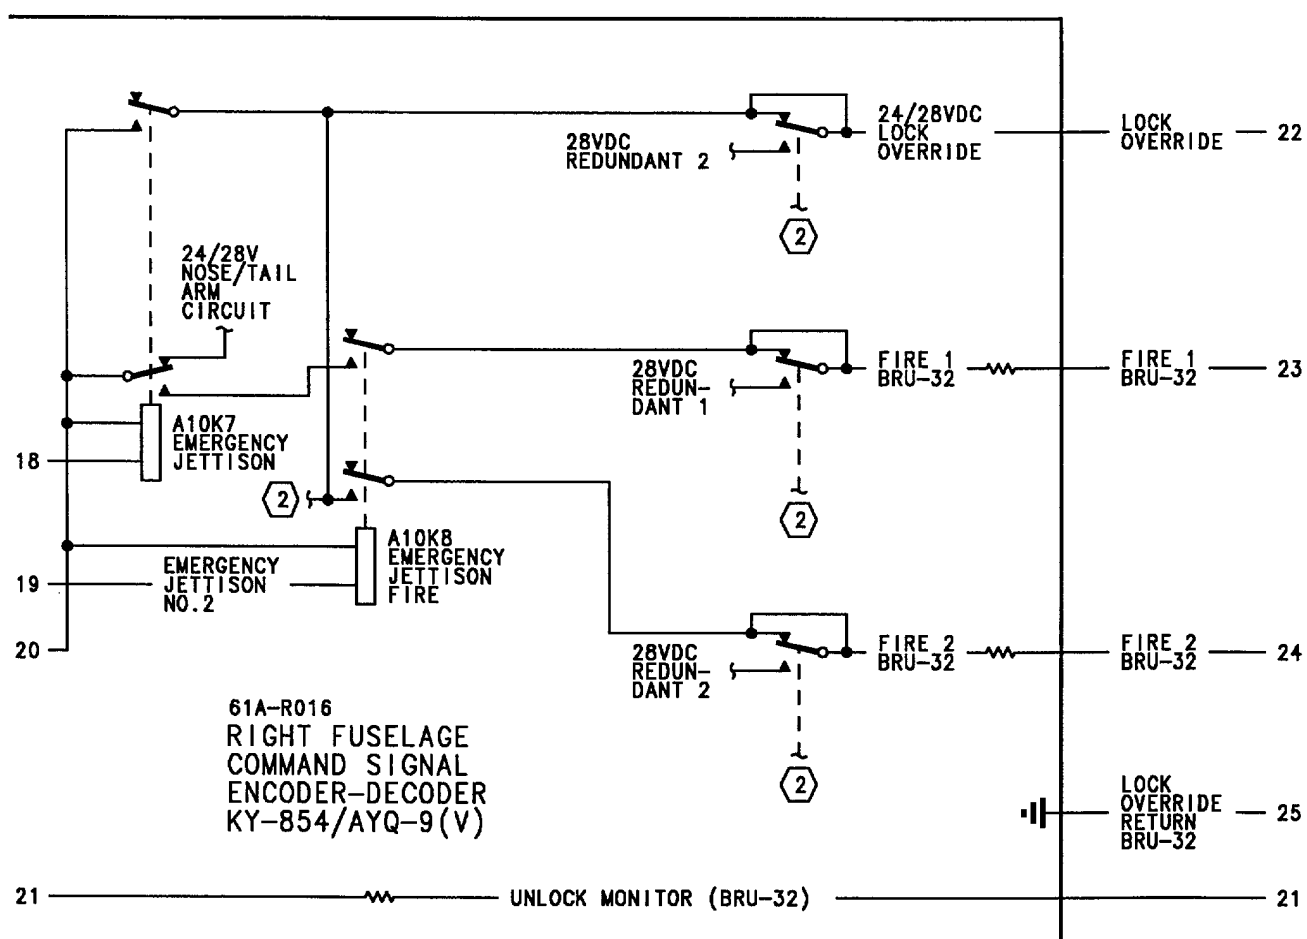 24/28VDC
LOCK
OVERRIDE
LOCK
OVERRIDE
22
28VDC
REDUNDANT 2
2
24/28V
NOSE/TAIL
ARM
CIRCUIT
28VDC
REDUN-
DANT 1
FIRE 1
BRU-32
FIRE 1
BRU-32
23
A10K7
EMERGENCY
JETTISON
18
2
2
A10K8
EMERGENCY
JETTISON
FIRE
EMERGENCY
JETTISON
NO.2
19
20
28VDC
REDUN-
DANT 2
FIRE 2
BRU-32
FIRE 2
BRU-32
24
61A-R016
RIGHT FUSELAGE
COMMAND SIGNAL
ENCODER-DECODER
KY-854/AYQ-9(V)
2
LOCK
OVERRIDE
RETURN
BRU-32
25
21
UNLOCK MONITOR (BRU-32)
21